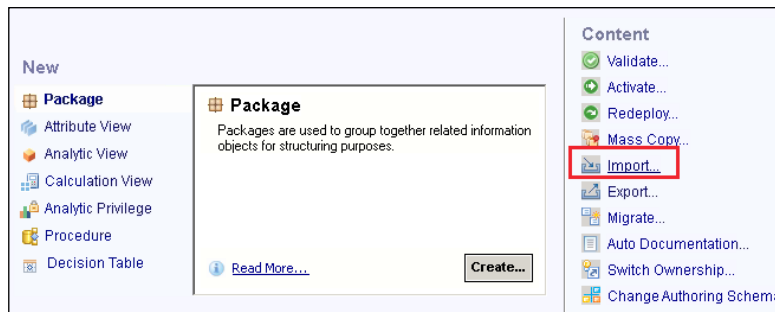 New
Package
Attribute View
Analytic View
Calculation View
Analytic Privilege
Procedure
Decision Table
Package
Packages are used to group together related information
objects for structuring purposes.
Read More...
Create...
Content
Validate...
Activate...
Redeploy...
Mass Copy...
Import...
Export...
Migrate...
Auto Documentation...
Switch Ownership...
Change Authoring Schema